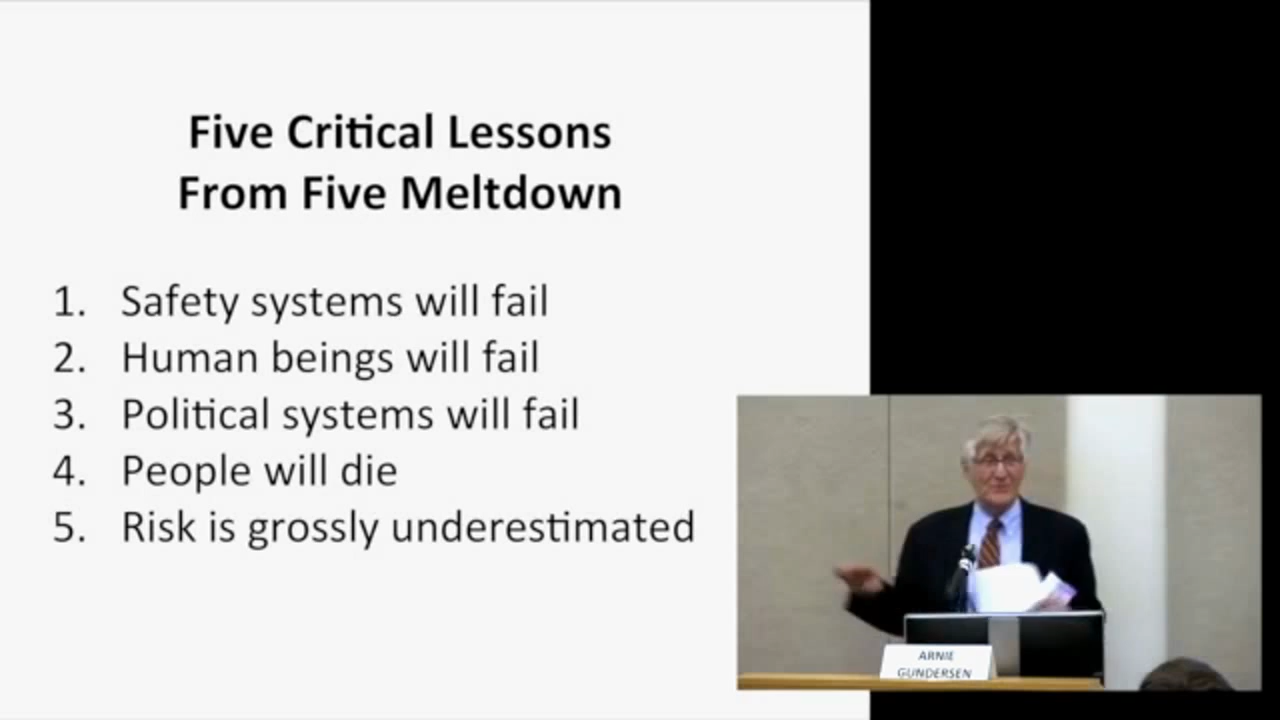 Five Critical Lessons
From Five Meltdown
1. Safety systems will fail
2. Human beings will fail
3. Political systems will fail
4. People will die
5. Risk is grossly underestimated
ARNIE
GUNDERSEN